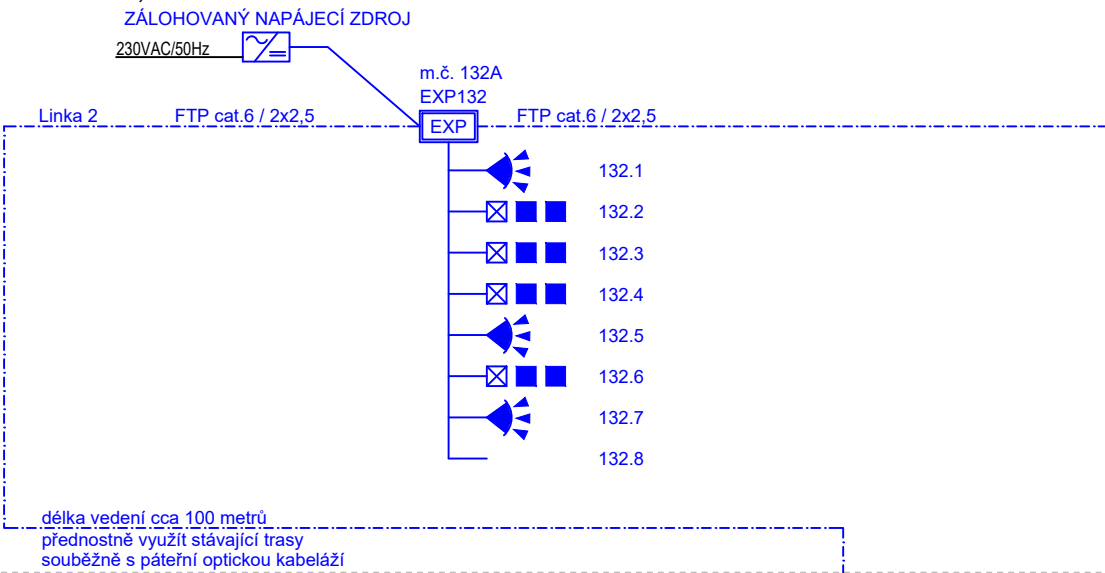 ZÁLOHOVANÝ NAPÁJECÍ ZDROJ
230VAC/50Hz
m.č. 132A
EXP132
Linka 2 FTP cat.6 / 2x2,5 EXP FTP cat.6 / 2x2,5
132.1
132.2
132.3
132.4
132.5
132.6
132.7
132.8
délka vedení cca 100 metrů
přednostně využít stávající trasy
souběžně s páteřní optickou kabeláží